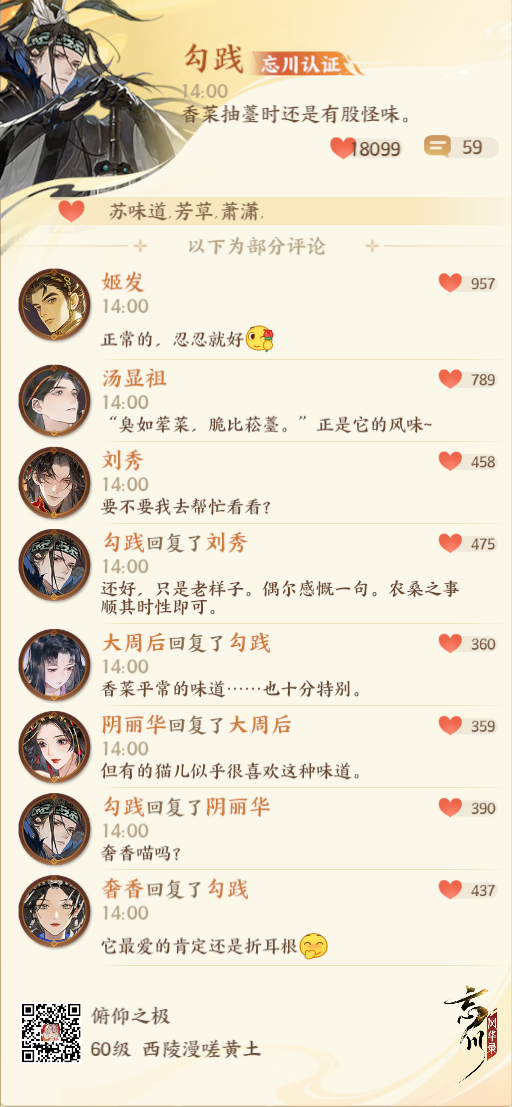 勾践 忘川认证
14:00
香菜抽薹时还是有股怪味。
18099 59
苏味道,芳草,萧潇,
以下为部分评论
姬发 957
14:00
正常的，忍忍就好
汤显祖 789
14:00
“臭如荤菜，脆比菘薹。”正是它的风味~
刘秀 458
14:00
要不要我去帮忙看看？
勾践回复了刘秀 475
14:00
还好，只是老样子。偶尔感慨一句。农桑之事
顺其时性即可。
大周后回复了勾践 360
14:00
香菜平常的味道……也十分特别。
阴丽华回复了大周后 359
14:00
但有的猫儿似乎很喜欢这种味道。
勾践回复了阴丽华 390
14:00
奢香喵吗？
奢香回复了勾践 437
14:00
它最爱的肯定还是折耳根
俯仰之极
60级 西陵漫嗟黄土
忘川
风华录